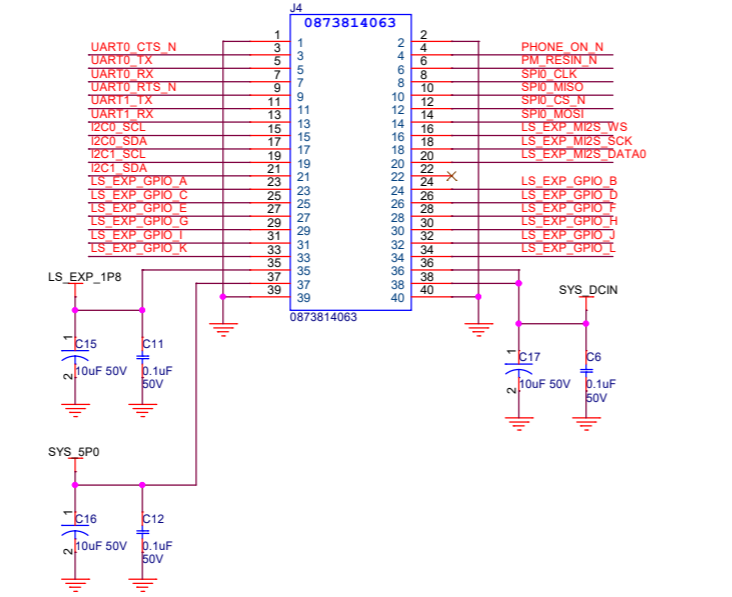 J4
0873814063
1 1 2 2
UART0_CTS_N 3 3 4 4 PHONE_ON_N
UART0_TX 5 5 6 6 PM_RESIN_N
UART0_RX 7 7 8 8 SPI0_CLK
UART0_RTS_N 9 9 10 10 SPI0_MISO
UART1_TX 11 11 12 12 SPI0_CS_N
UART1_RX 13 13 14 14 SPI0_MOSI
I2C0_SCL 15 15 16 16 LS_EXP_MI2S_WS
I2C0_SDA 17 17 18 18 LS_EXP_MI2S_SCK
I2C1_SCL 19 19 20 20 LS_EXP_MI2S_DATA0
I2C1_SDA 21 21 22 22
LS_EXP_GPIO_A 23 23 24 24 LS_EXP_GPIO_B
LS_EXP_GPIO_C 25 25 26 26 LS_EXP_GPIO_D
LS_EXP_GPIO_E 27 27 28 28 LS_EXP_GPIO_F
LS_EXP_GPIO_G 29 29 30 30 LS_EXP_GPIO_H
LS_EXP_GPIO_I 31 31 32 32 LS_EXP_GPIO_J
LS_EXP_GPIO_K 33 33 34 34 LS_EXP_GPIO_L
35 35 36 36
LS_EXP_1P8 37 37 38 38
39 39 40 40 SYS_DCIN
0873814063
1 C15 C11 1 C17 C6
2 10uF 50V 0.1uF 2 10uF 50V 0.1uF
50V 50V
SYS_5P0
1 C16 C12
2 10uF 50V 0.1uF
50V